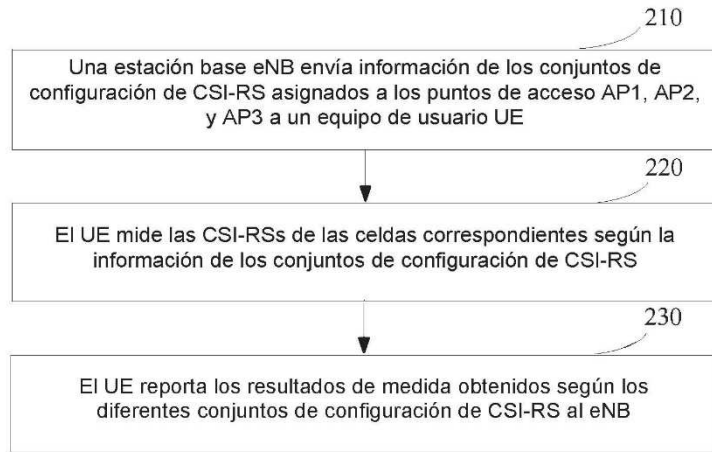 210
Una estación base eNB envía información de los conjuntos de
configuración de CSI-RS asignados a los puntos de acceso AP1, AP2,
y AP3 a un equipo de usuario UE
220
El UE mide las CSI-RSs de las celdas correspondientes según la
información de los conjuntos de configuración de CSI-RS
230
El UE reporta los resultados de medida obtenidos según los
diferentes conjuntos de configuración de CSI-RS al eNB